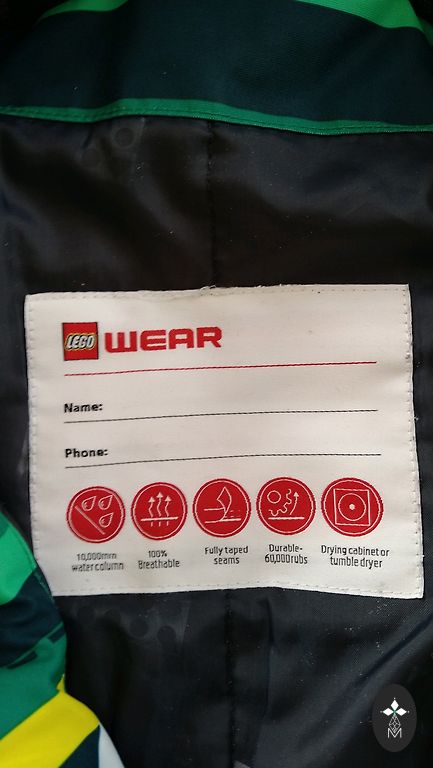 LEGO WEAR
Name:
Phone:
10,000mm
water column
100%
Breathable
Fully taped
seams
Durable-
60,000rubs
Drying cabinet or
tumble dryer
M